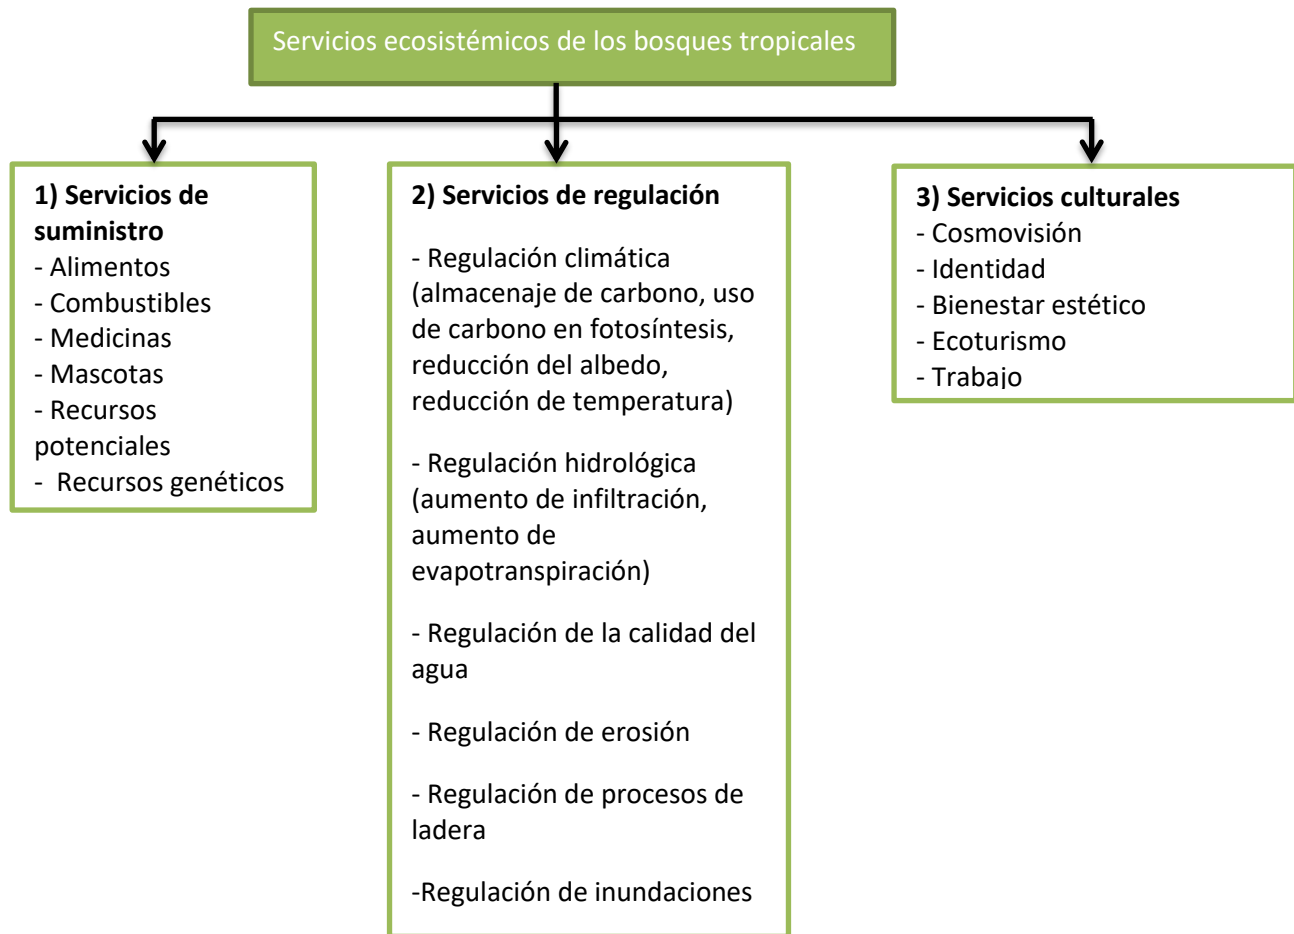 Servicios ecosistémicos de los bosques tropicales
1) Servicios de
suministro
- Alimentos
- Combustibles
- Medicinas
- Mascotas
- Recursos
potenciales
- Recursos genéticos
2) Servicios de regulación
- Regulación climática
(almacenaje de carbono, uso
de carbono en fotosíntesis,
reducción del albedo,
reducción de temperatura)
- Regulación hidrológica
(aumento de infiltración,
aumento de
evapotranspiración)
- Regulación de la calidad del
agua
- Regulación de erosión
- Regulación de procesos de
ladera
-Regulación de inundaciones
3) Servicios culturales
- Cosmovisión
- Identidad
- Bienestar estético
- Ecoturismo
- Trabajo